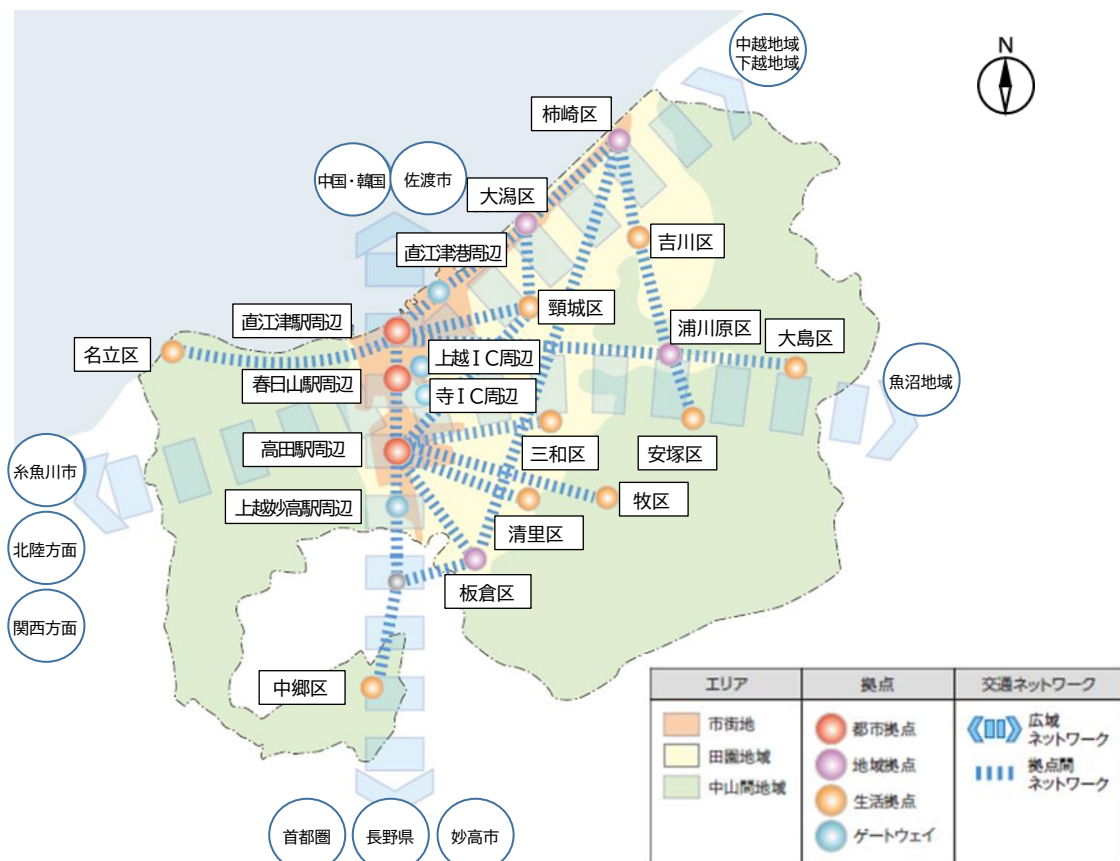 N
中越地域
下越地域
柿崎区
中国・韓国
佐渡市
大潟区
吉川区
直江津港周辺
頸城区
直江津駅周辺
浦川原区
大島区
名立区
上越ＩＣ周辺
春日山駅周辺
魚沼地域
寺ＩＣ周辺
高田駅周辺
三和区
安塚区
糸魚川市
上越妙高駅周辺
牧区
清里区
北陸方面
板倉区
関西方面
中郷区
エリア
拠点
交通ネットワーク
市街地
田園地域
中山間地域
都市拠点
地域拠点
生活拠点
ゲートウェイ
広域
ネットワーク
拠点間
ネットワーク
首都圏
長野県
妙高市